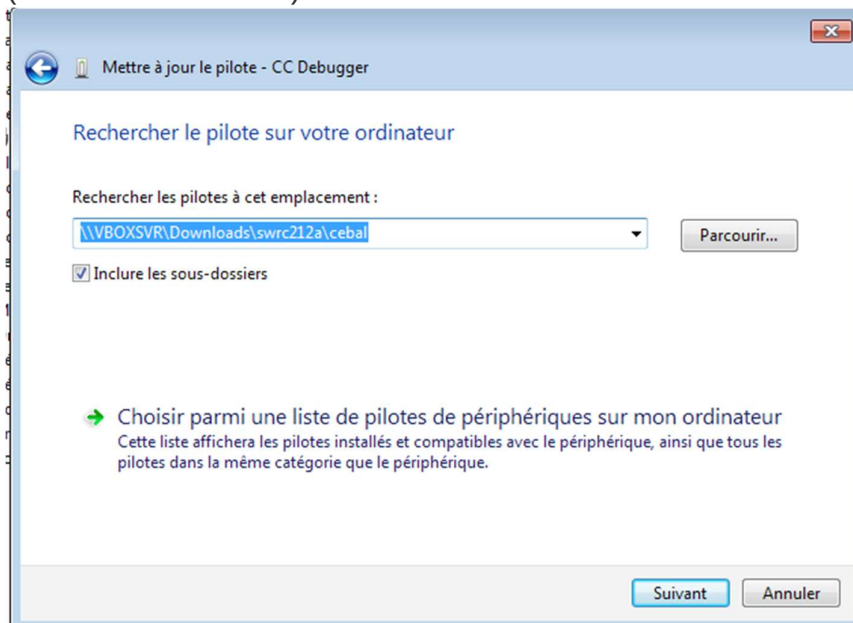 Mettre à jour le pilote - CC Debugger
Rechercher le pilote sur votre ordinateur
Rechercher les pilotes à cet emplacement :
\\VBOXSVR\Downloads\swrc212a\cebal
Parcourir...
Inclure les sous-dossiers
Choisir parmi une liste de pilotes de périphériques sur mon ordinateur
Cette liste affichera les pilotes installés et compatibles avec le périphérique, ainsi que tous les
pilotes dans la même catégorie que le périphérique.
Suivant
Annuler